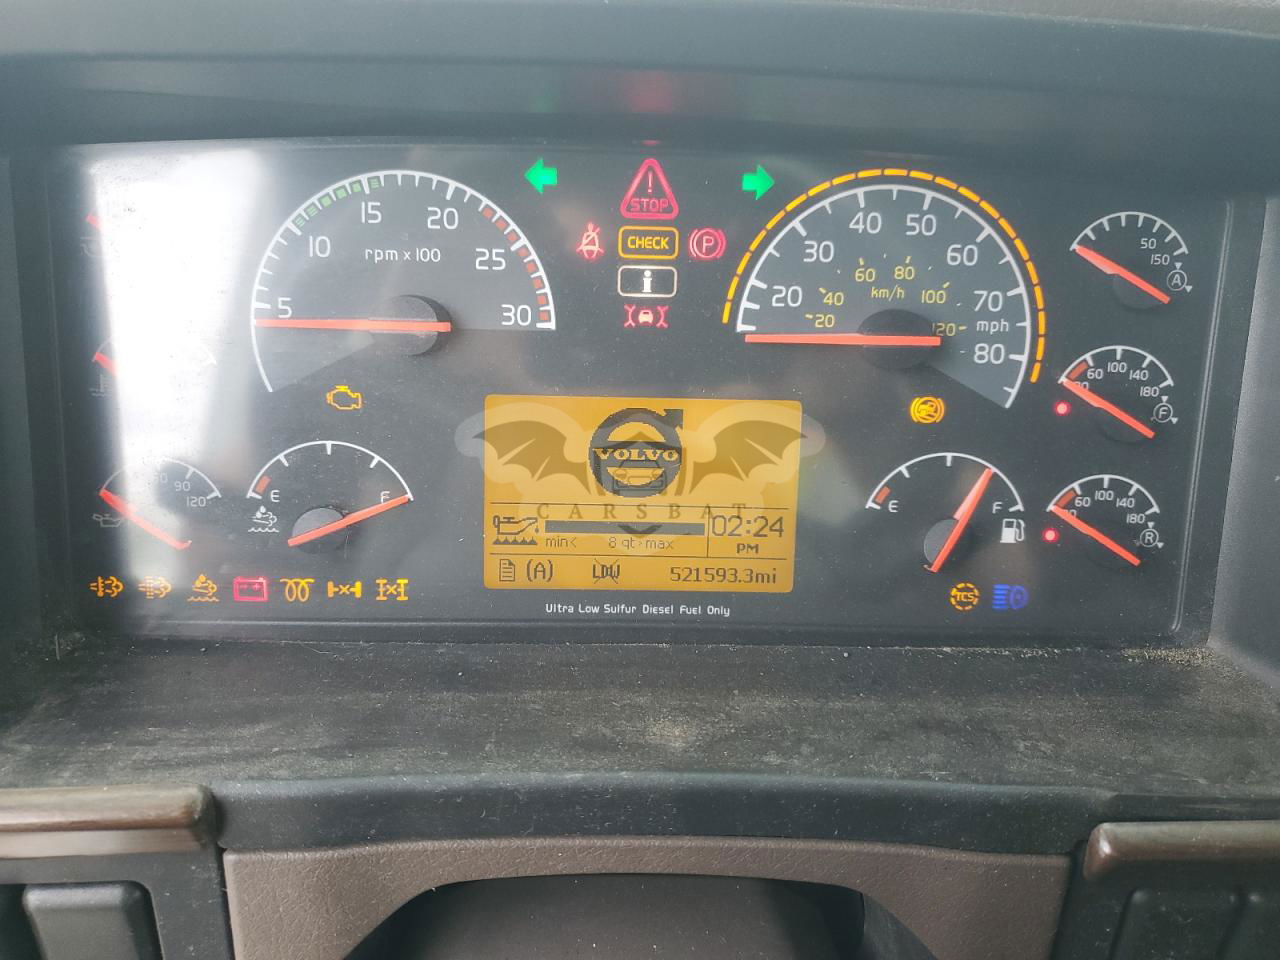 STOP
CHECK
P
i
5
10
15
20
25
30
rpm x 100
20
30
40
50
60
70
80
mph
20
40
60
80
100
120
km/h
50
150
A
60
100
140
180
F
90
120
E
F
E
F
60
100
140
180
R
VOLVO
CARSBAT
min<
8 qt>max
02:24
PM
(A)
LDW
521593.3mi
TCS
Ultra Low Sulfur Diesel Fuel Only